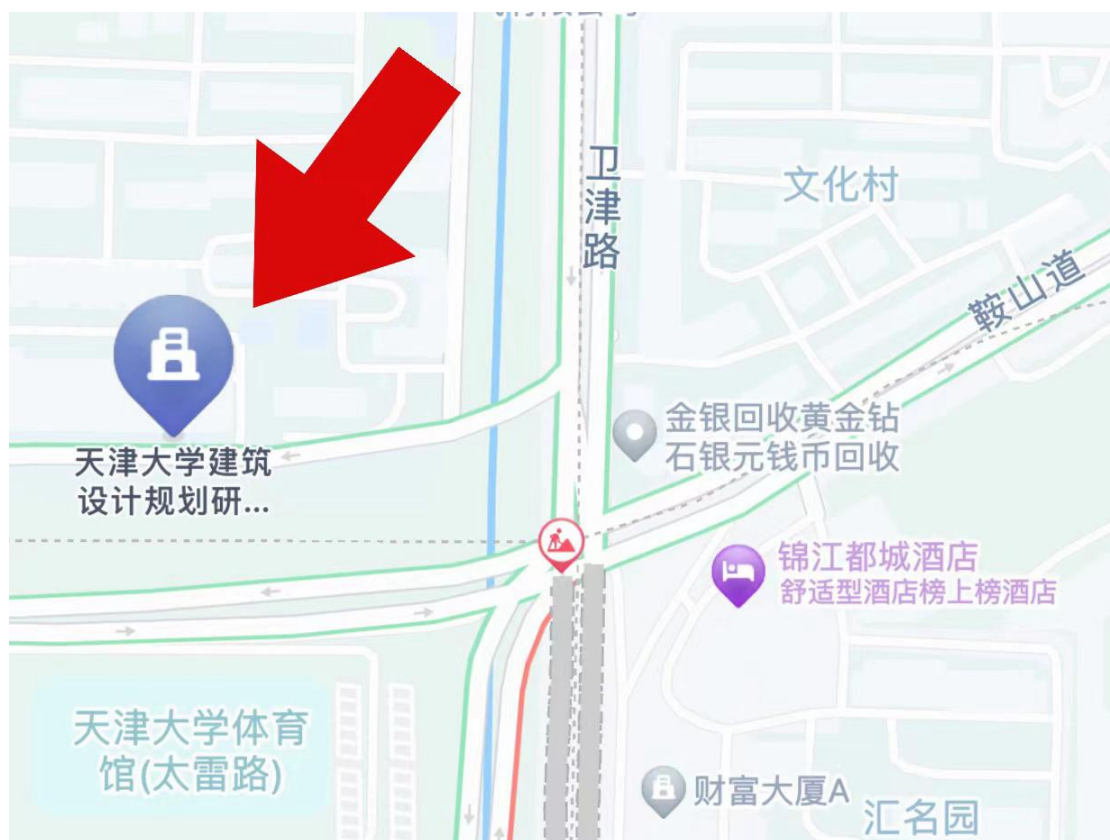 卫津路
文化村
鞍山道
金银回收黄金钻
石银元钱币回收
天津大学建筑
设计规划研...
锦江都城酒店
舒适型酒店榜上榜酒店
天津大学体育
馆(太雷路)
财富大厦A
汇名园